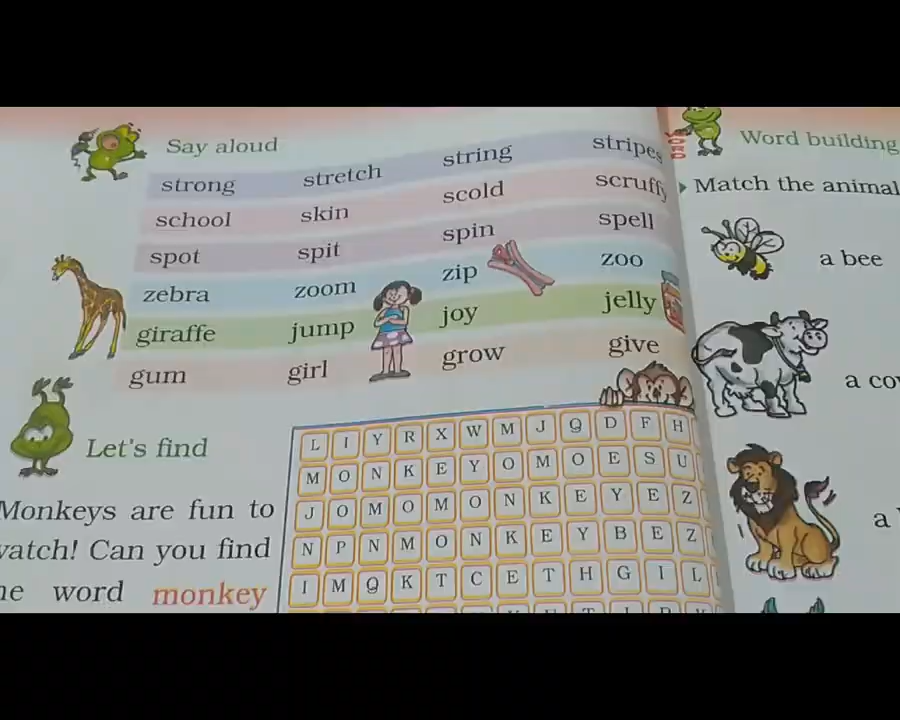 Say aloud
strong stretch string stripes
school skin scold scruffy
spot spit spin spell
zebra zoom zip zoo
giraffe jump joy jelly
gum girl grow give
Let's find
Monkeys are fun to
watch! Can you find
word monkey
L I Y R X W M J Q D F H
M O N K E Y O M O E S U
J O M O M O N K E Y E Z
N P N M O N K E Y B E Z
I M Q K T C E T H G I L
WORD
Word building
Match the animal
a bee
a
a